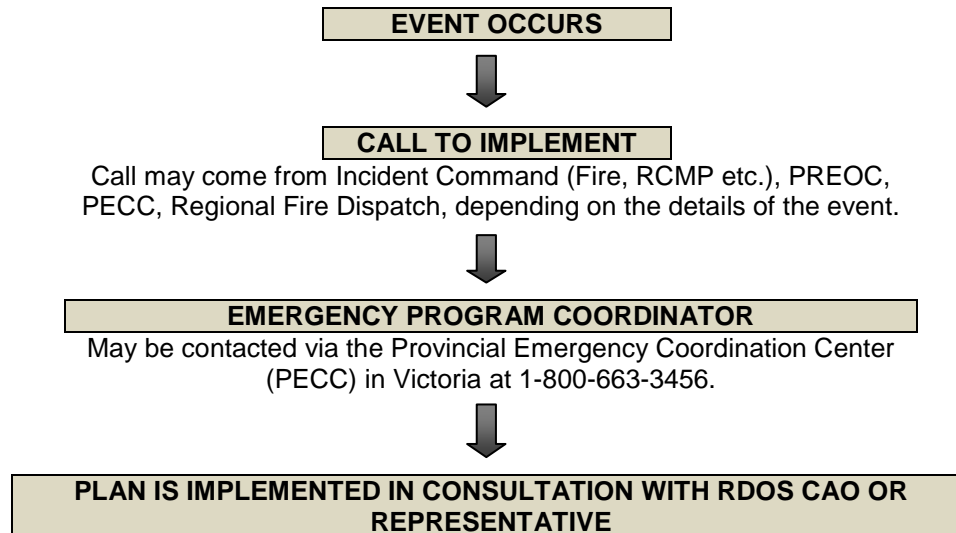 EVENT OCCURS
CALL TO IMPLEMENT
Call may come from Incident Command (Fire, RCMP etc.), PREOC,
PECC, Regional Fire Dispatch, depending on the details of the event.
EMERGENCY PROGRAM COORDINATOR
May be contacted via the Provincial Emergency Coordination Center
(PECC) in Victoria at 1-800-663-3456.
PLAN IS IMPLEMENTED IN CONSULTATION WITH RDOS CAO OR
REPRESENTATIVE